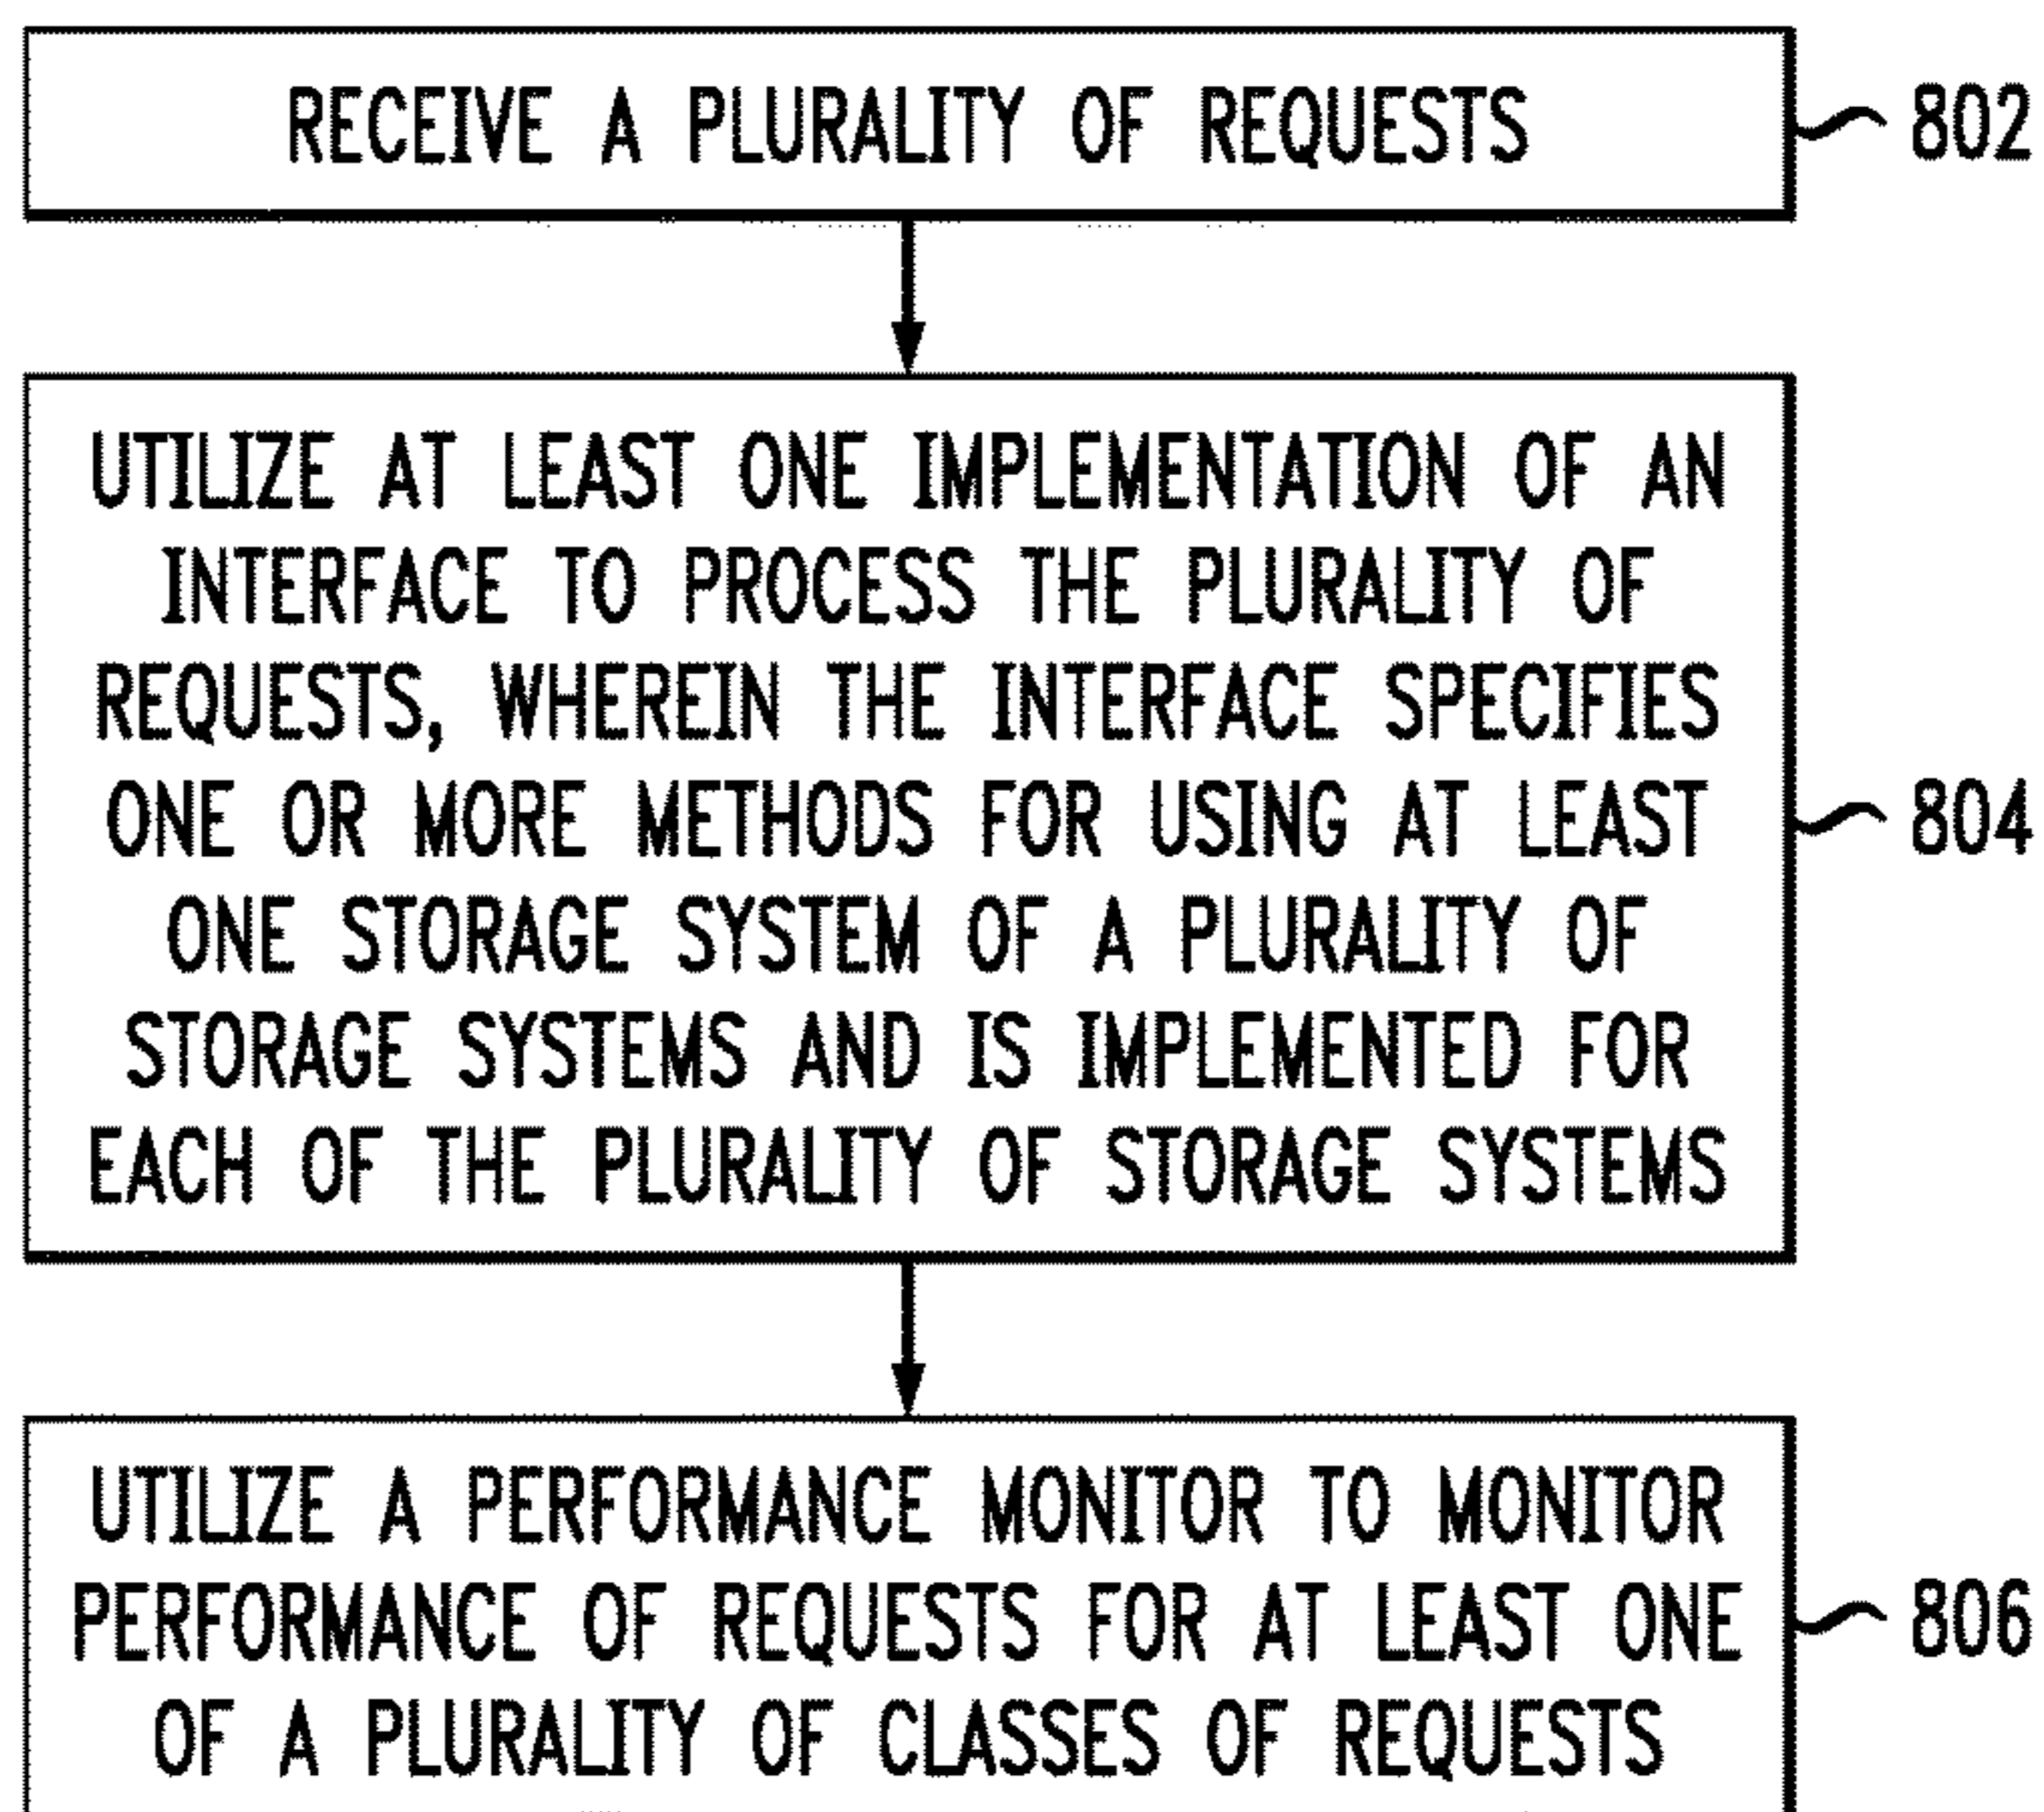 RECEIVE A PLURALITY OF REQUESTS
802
UTILIZE AT LEAST ONE IMPLEMENTATION OF AN
INTERFACE TO PROCESS THE PLURALITY OF
REQUESTS, WHEREIN THE INTERFACE SPECIFIES
ONE OR MORE METHODS FOR USING AT LEAST
ONE STORAGE SYSTEM OF A PLURALITY OF
STORAGE SYSTEMS AND IS IMPLEMENTED FOR
EACH OF THE PLURALITY OF STORAGE SYSTEMS
804
UTILIZE A PERFORMANCE MONITOR TO MONITOR
PERFORMANCE OF REQUESTS FOR AT LEAST ONE
OF A PLURALITY OF CLASSES OF REQUESTS
806